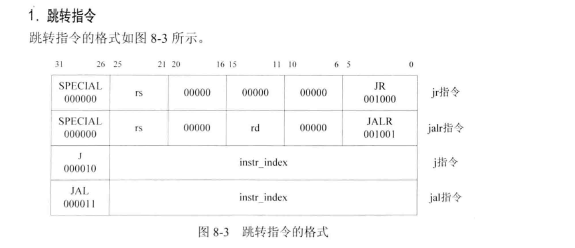 1. 跳转指令
跳转指令的格式如图 8-3 所示。
31 26 25 21 20 16 15 11 10 6 5 0
SPECIAL 000000 rs 00000 00000 00000 JR 001000 jr指令
SPECIAL 000000 rs 00000 rd 00000 JALR 001001 jalr指令
J 000010 instr_index j指令
JAL 000011 instr_index jal指令
图 8-3 跳转指令的格式